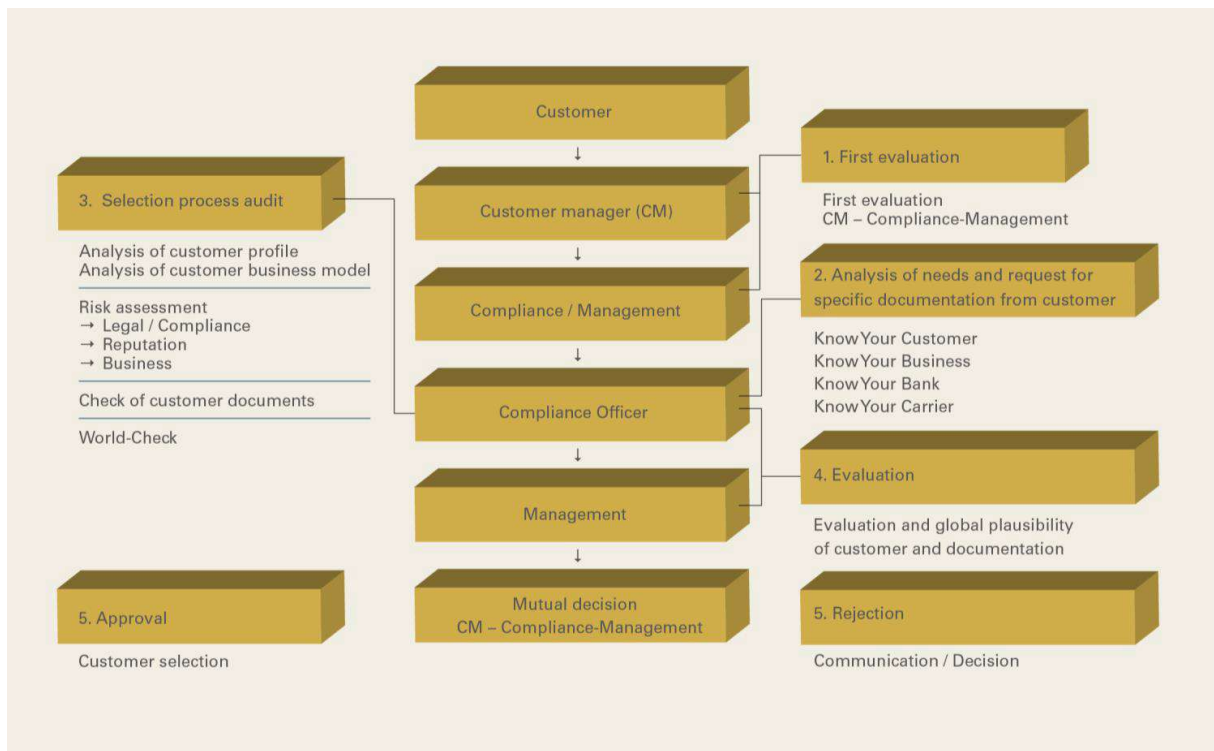 Customer
↓
Customer manager (CM)
↓
Compliance / Management
↓
Compliance Officer
↓
Management
↓
Mutual decision
CM – Compliance-Management
1. First evaluation
First evaluation
CM – Compliance-Management
2. Analysis of needs and request for
specific documentation from customer
Know Your Customer
Know Your Business
Know Your Bank
Know Your Carrier
3. Selection process audit
Analysis of customer profile
Analysis of customer business model
Risk assessment
→ Legal / Compliance
→ Reputation
→ Business
Check of customer documents
World-Check
4. Evaluation
Evaluation and global plausibility
of customer and documentation
5. Approval
Customer selection
5. Rejection
Communication / Decision